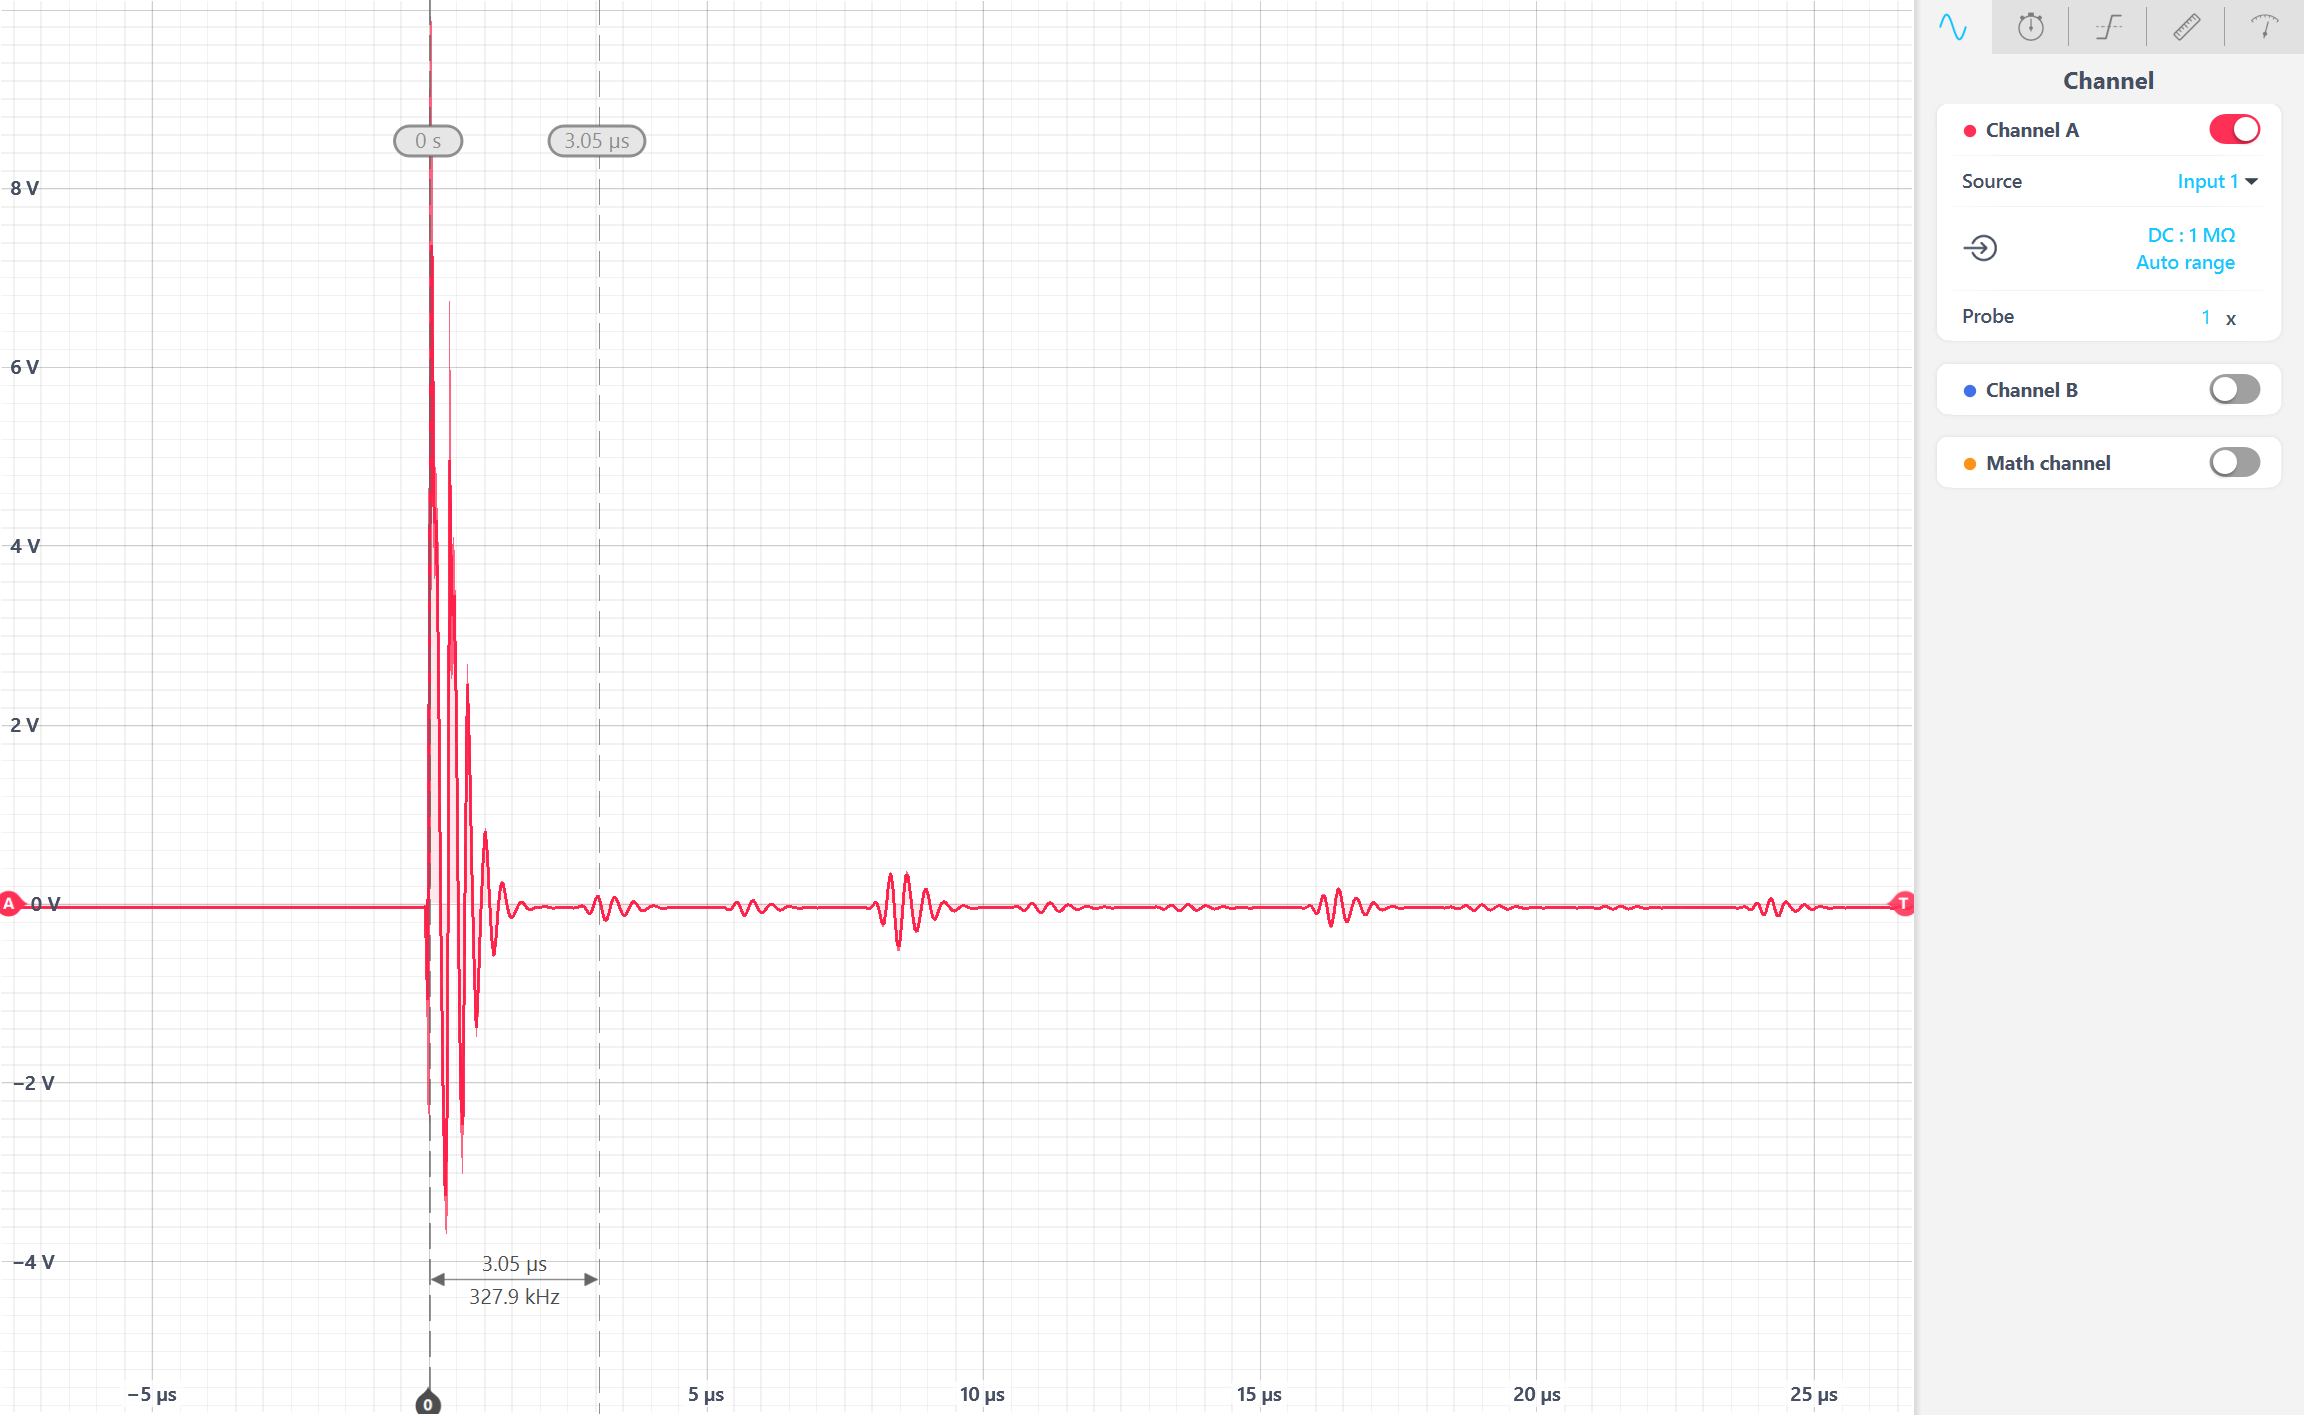 0 s
3.05 µs
8 V
6 V
4 V
2 V
A
0 V
T
−2 V
−4 V
3.05 µs
327.9 kHz
−5 µs
0
5 µs
10 µs
15 µs
20 µs
25 µs
Channel
Channel A
Source
Input 1
DC : 1 MΩ
Auto range
Probe
1 x
Channel B
Math channel